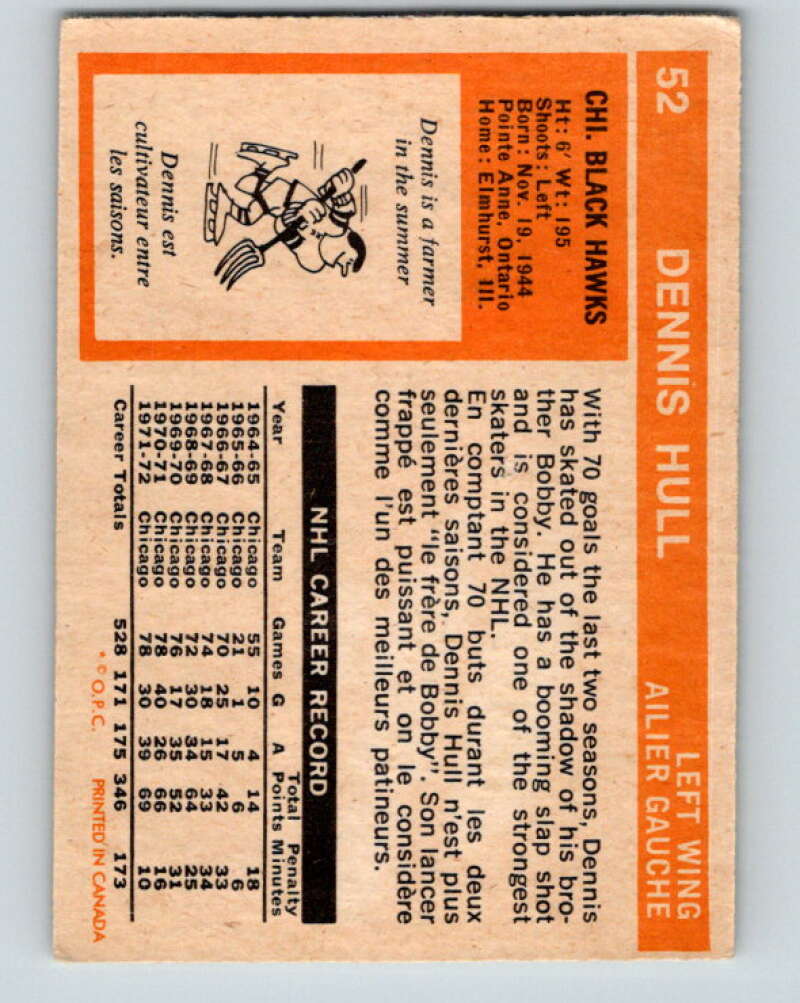 52
DENNIS HULL
LEFT WING
AILIER GAUCHE
CHI. BLACK HAWKS
Ht: 6' Wt: 195
Shoots: Left
Born: Nov. 19, 1944
Pointe Anne, Ontario
Home: Elmhurst, Ill.
Dennis is a farmer
in the summer
Dennis est
cultivateur entre
les saisons.
With 70 goals the last two seasons, Dennis
has skated out of the shadow of his bro-
ther Bobby. He has a booming slap shot
and is considered one of the strongest
skaters in the NHL.
En comptant 70 buts durant les deux
dernières saisons, Dennis Hull n'est plus
seulement "le frère de Bobby". Son lancer
frappé est puissant et on le considère
comme l'un des meilleurs patineurs.
NHL CAREER RECORD
Total Penalty
Year Team Games G A Points Minutes
1964-65 Chicago 55 10 4 14 18
1965-66 Chicago 21 1 5 6 6
1966-67 Chicago 70 25 17 42 33
1967-68 Chicago 74 18 15 33 34
1968-69 Chicago 72 30 34 64 25
1969-70 Chicago 76 17 35 52 31
1970-71 Chicago 78 40 26 66 16
1971-72 Chicago 78 30 39 69 10
Career Totals 528 171 175 346 173
* © O.P.C. PRINTED IN CANADA